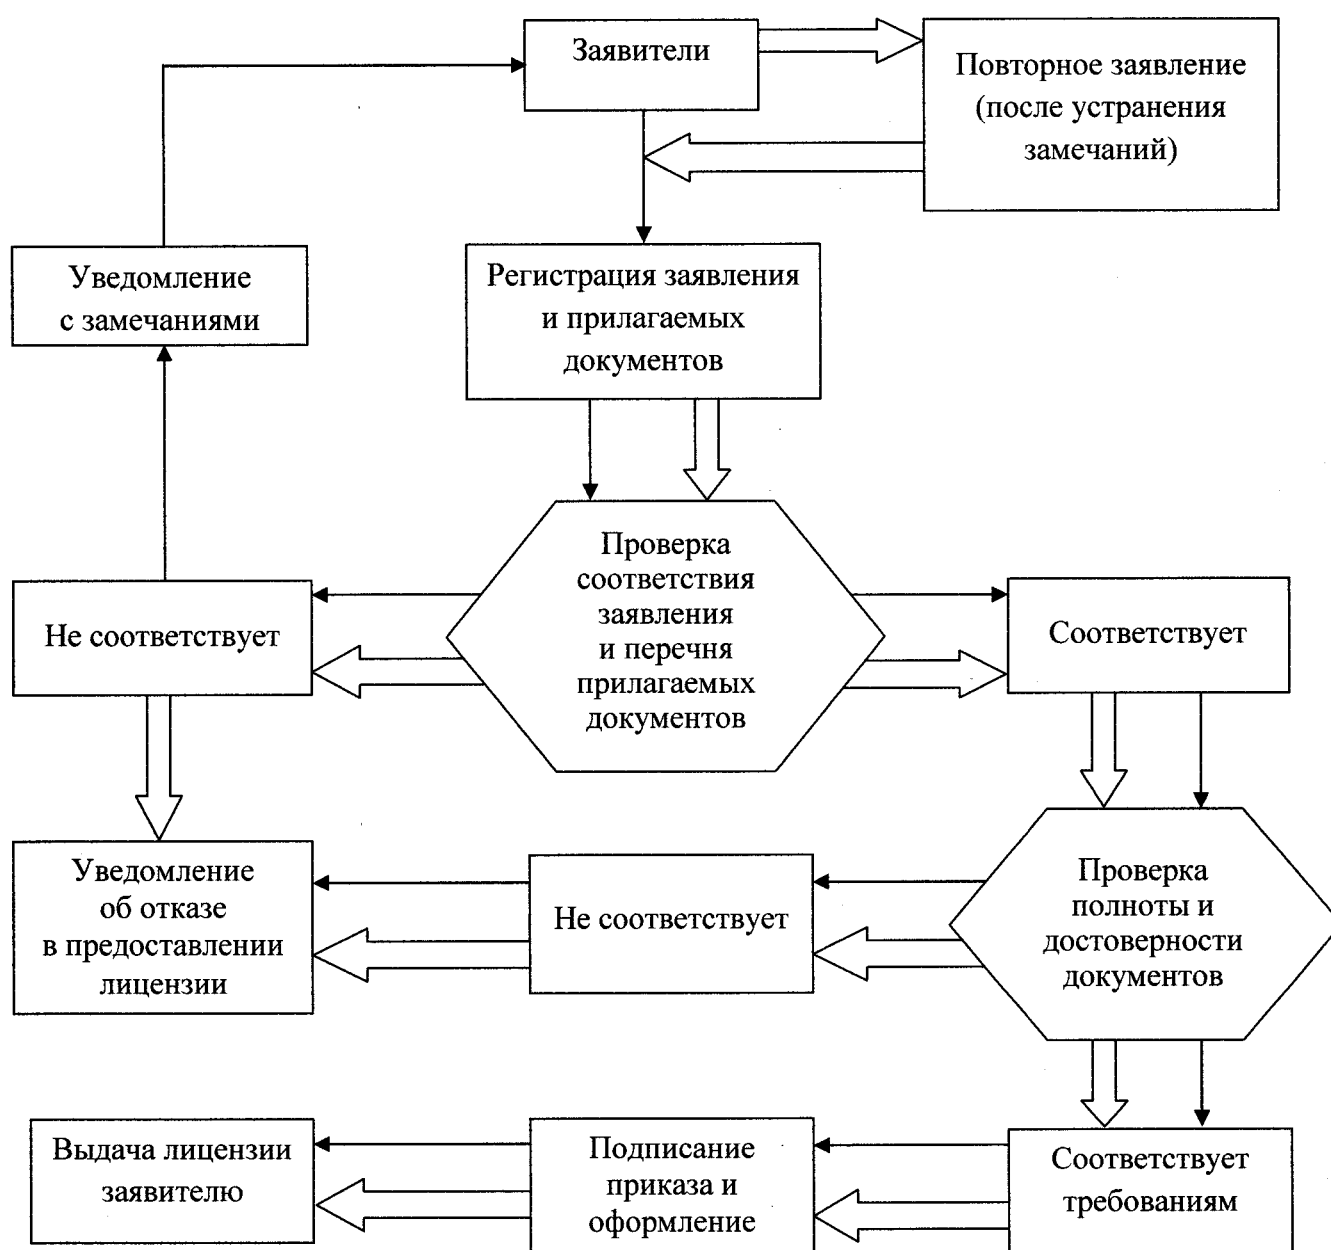 Заявители
Повторное заявление
(после устранения
замечаний)
Уведомление
с замечаниями
Регистрация заявления
и прилагаемых
документов
Проверка
соответствия
заявления
и перечня
прилагаемых
документов
Не соответствует
Соответствует
Уведомление
об отказе
в предоставлении
лицензии
Не соответствует
Проверка
полноты и
достоверности
документов
Выдача лицензии
заявителю
Подписание
приказа и
оформление
Соответствует
требованиям